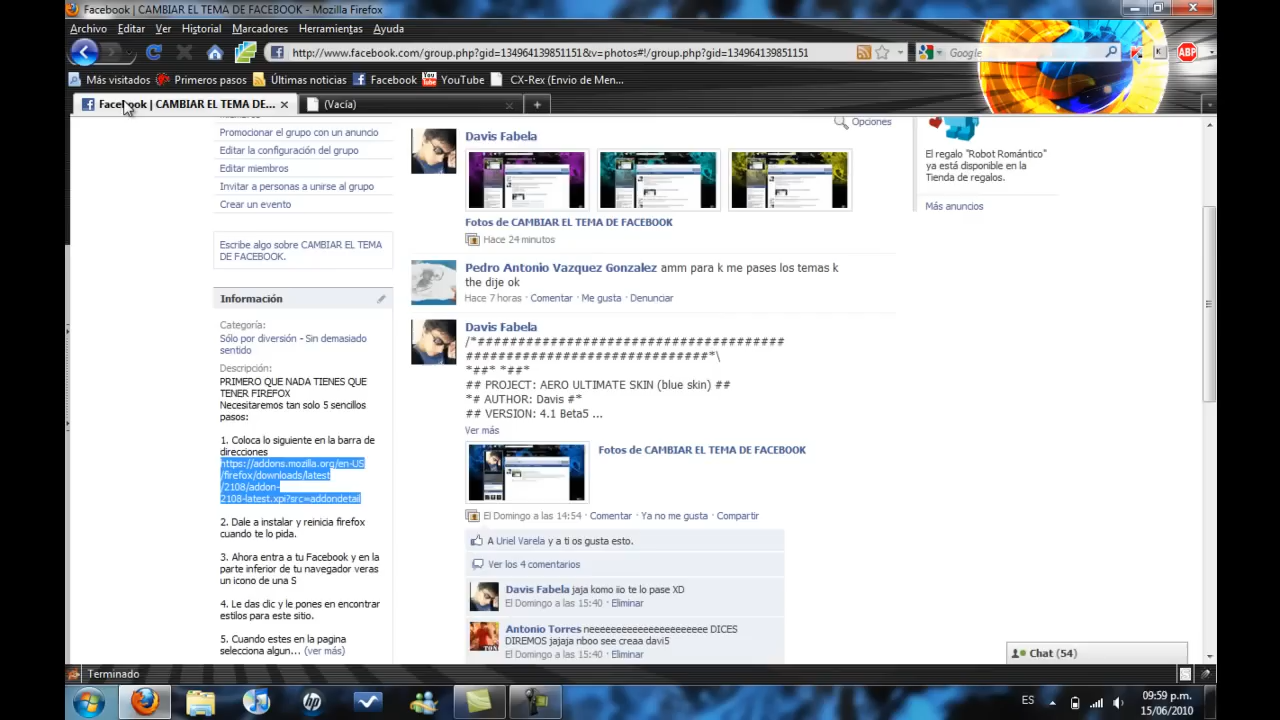 Facebook | CAMBIAR EL TEMA DE FACEBOOK - Mozilla Firefox
Archivo Editar Ver Historial Marcadores Herramientas Ayuda
http://www.facebook.com/group.php?gid=134964139851151&v=photos#!/group.php?gid=134964139851151
Google
K
ABP
Más visitados
Primeros pasos
Últimas noticias
Facebook
YouTube
CX-Rex (Envio de Men...
Facebook | CAMBIAR EL TEMA DE...
(Vacía)
Promocionar el grupo con un anuncio
Editar la configuración del grupo
Editar miembros
Invitar a personas a unirse al grupo
Crear un evento
Escribe algo sobre CAMBIAR EL TEMA
DE FACEBOOK.
Información
Categoría:
Sólo por diversión - Sin demasiado
sentido
Descripción:
PRIMERO QUE NADA TIENES QUE
TENER FIREFOX
Necesitaremos tan solo 5 sencillos
pasos:
1. Coloca lo siguiente en la barra de
direcciones
https://addons.mozilla.org/en-US
/firefox/downloads/latest
/2108/addon-
2108-latest.xpi?src=addondetail
2. Dale a instalar y reinicia firefox
cuando te lo pida.
3. Ahora entra a tu Facebook y en la
parte inferior de tu navegador veras
un icono de una S
4. Le das clic y le pones en encontrar
estilos para este sitio.
5. Cuando estes en la pagina
selecciona algun... (ver más)
Opciones
Davis Fabela
Fotos de CAMBIAR EL TEMA DE FACEBOOK
Hace 24 minutos
Pedro Antonio Vazquez Gonzalez amm para k me pases los temas k
the dije ok
Hace 7 horas · Comentar · Me gusta · Denunciar
Davis Fabela
/*######################################
##############################*\
*### *###
## PROJECT: AERO ULTIMATE SKIN (blue skin) ##
*# AUTHOR: Davis #*
## VERSION: 4.1 Beta5 ...
Ver más
Fotos de CAMBIAR EL TEMA DE FACEBOOK
El Domingo a las 14:54 · Comentar · Ya no me gusta · Compartir
A Uriel Varela y a ti os gusta esto.
Ver los 4 comentarios
Davis Fabela jaja komo iio te lo pase XD
El Domingo a las 15:40 · Eliminar
Antonio Torres neeeeeeeeeeeeeeeeeeeeee DICES
DIREMOS jajaja nboo see creaa davi5
El Domingo a las 15:40 · Eliminar
El regalo "Robot Romántico"
ya está disponible en la
Tienda de regalos.
Más anuncios
Chat (54)
Terminado
ES
09:59 p.m.
15/06/2010